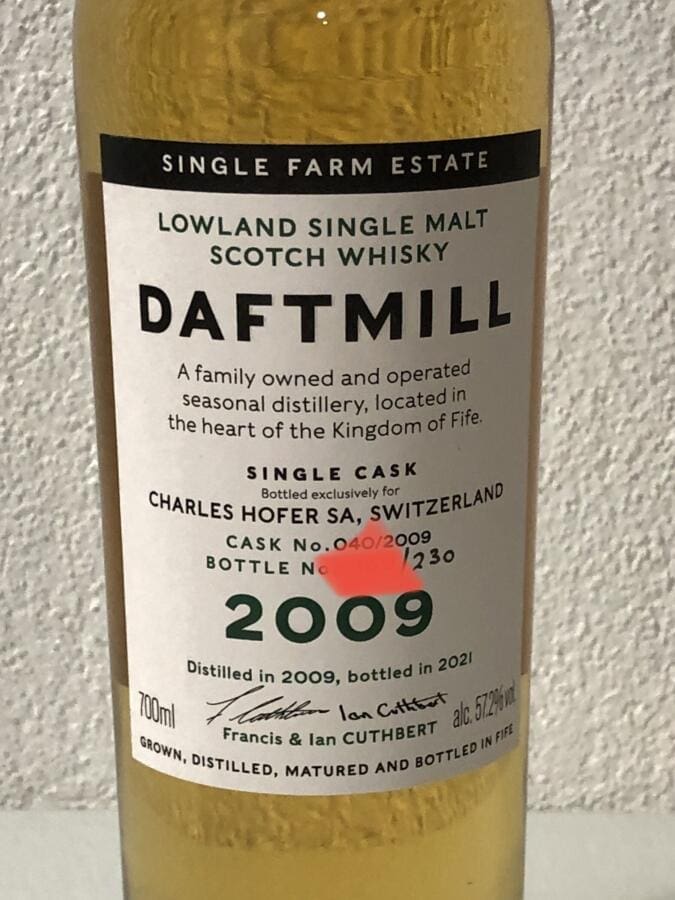 SINGLE FARM ESTATE
LOWLAND SINGLE MALT
SCOTCH WHISKY
DAFTMILL
A family owned and operated
seasonal distillery, located in
the heart of the Kingdom of Fife.
SINGLE CASK
Bottled exclusively for
CHARLES HOFER SA, SWITZERLAND
CASK No. 040/2009
BOTTLE No /230
2009
Distilled in 2009, bottled in 2021
700ml
Ian Cuthbert
alc. 57.2% vol.
Francis & Ian CUTHBERT
GROWN, DISTILLED, MATURED AND BOTTLED IN FIFE